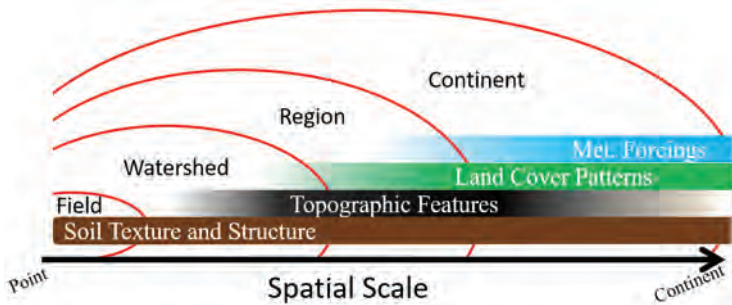 Continent
Region
Met. Forcings
Watershed
Land Cover Patterns
Field
Topographic Features
Soil Texture and Structure
Point
Spatial Scale
Continent